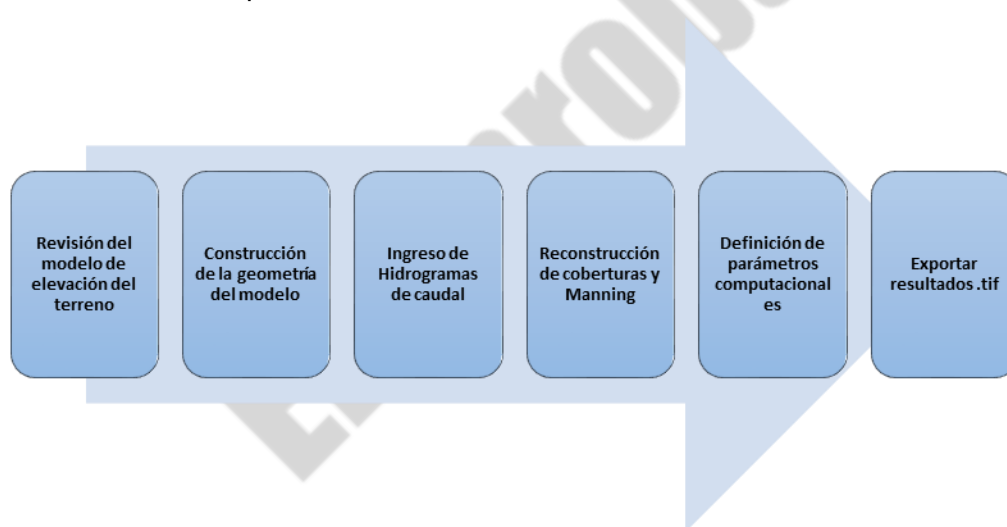 Revisión del
modelo de
elevación del
terreno
Construcción
de la geometría
del modelo
Ingreso de
Hidrogramas
de caudal
Reconstrucción
de coberturas y
Manning
Definición de
parámetros
computacional
es
Exportar
resultados .tif